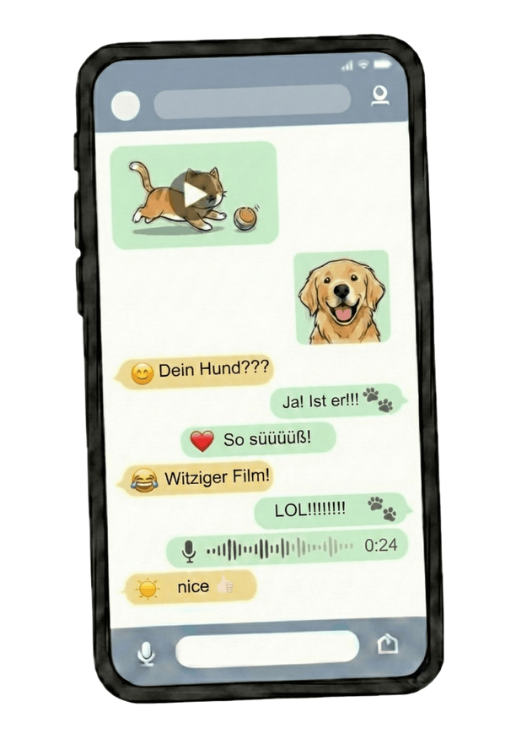 😊 Dein Hund???
Ja! Ist er!!! 🐾
❤️ So süüüüß!
😂 Witziger Film!
LOL!!!!!!!! 🐾
0:24
☀️ nice 👍🏻